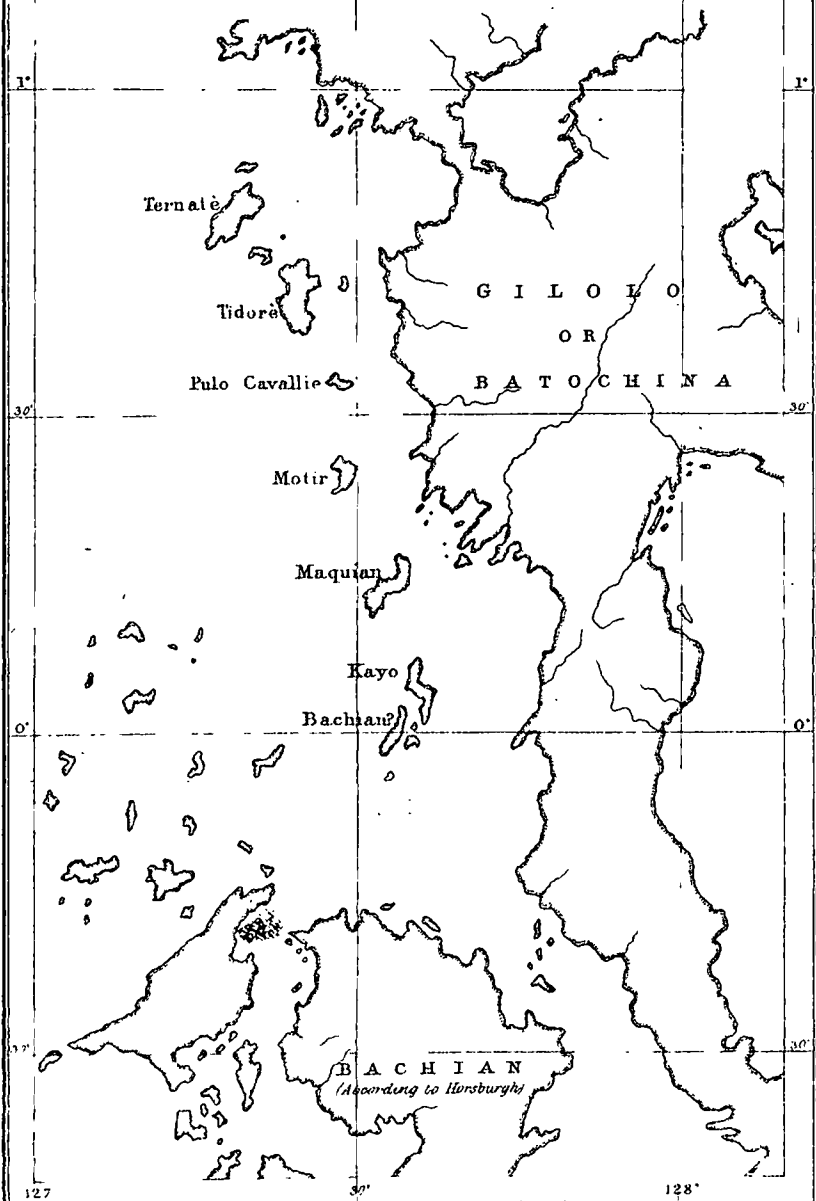 1°
1°
Ternatè
GILOLO
Tidorè
OR
Pulo Cavallie
BATOCHINA
30'
30'
Motir
Maquian
Kayo
Bachian?
0°
0°
30'
BACHIAN
(According to Horsburgh)
127
30'
128°